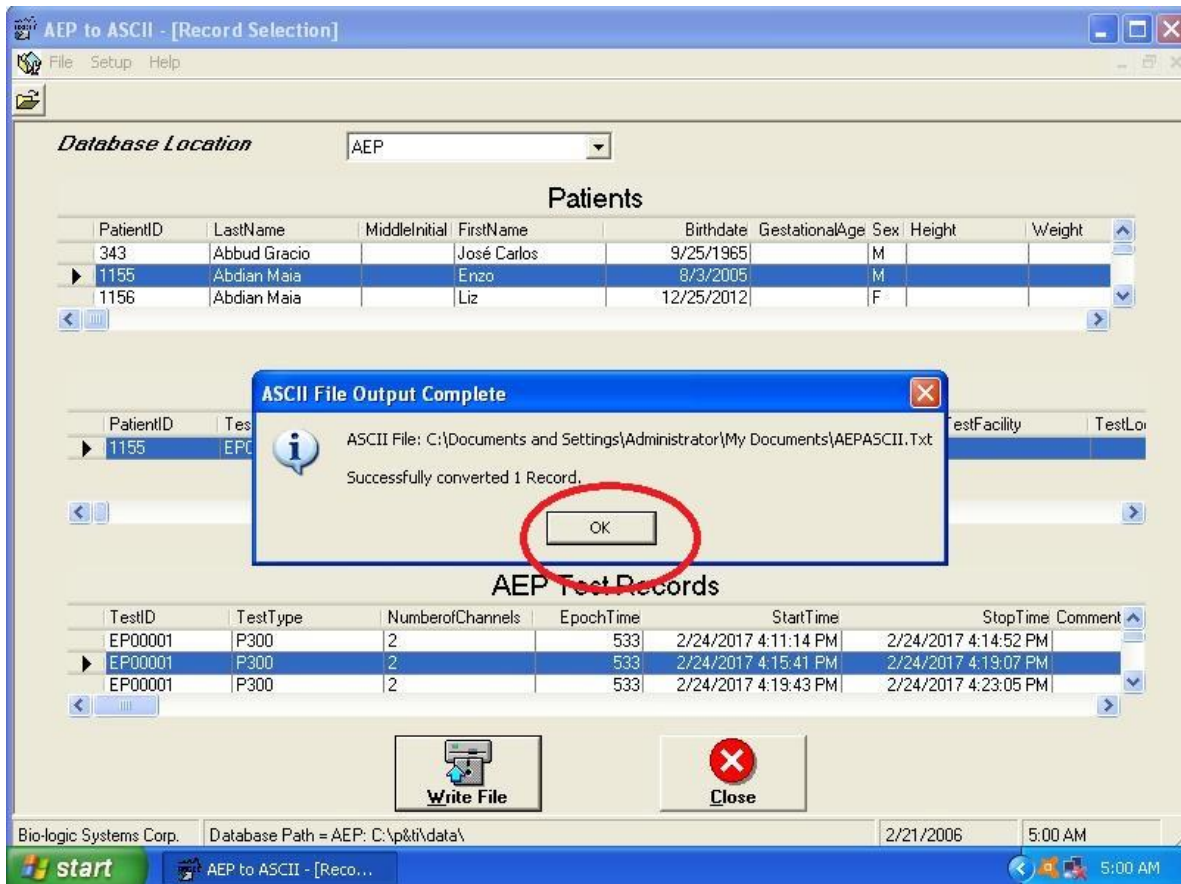 AEP to ASCII - [Record Selection]
File Setup Help
Database Location AEP
Patients
PatientID LastName MiddleInitial FirstName Birthdate GestationalAge Sex Height Weight
343 Abbud Gracio José Carlos 9/25/1965 M
1155 Abdian Maia Enzo 8/3/2005 M
1156 Abdian Maia Liz 12/25/2012 F
ASCII File Output Complete
PatientID Tes estFacility TestLo
ASCII File: C:\Documents and Settings\Administrator\My Documents\AEPASCII.Txt
1155 EP0
Successfully converted 1 Record.
OK
AEP Test Records
TestID TestType NumberofChannels EpochTime StartTime StopTime Comment
EP00001 P300 2 533 2/24/2017 4:11:14 PM 2/24/2017 4:14:52 PM
EP00001 P300 2 533 2/24/2017 4:15:41 PM 2/24/2017 4:19:07 PM
EP00001 P300 2 533 2/24/2017 4:19:43 PM 2/24/2017 4:23:05 PM
Write File Close
Bio-logic Systems Corp. Database Path = AEP: C:\p&ti\data\ 2/21/2006 5:00 AM
start AEP to ASCII - [Reco... 5:00 AM